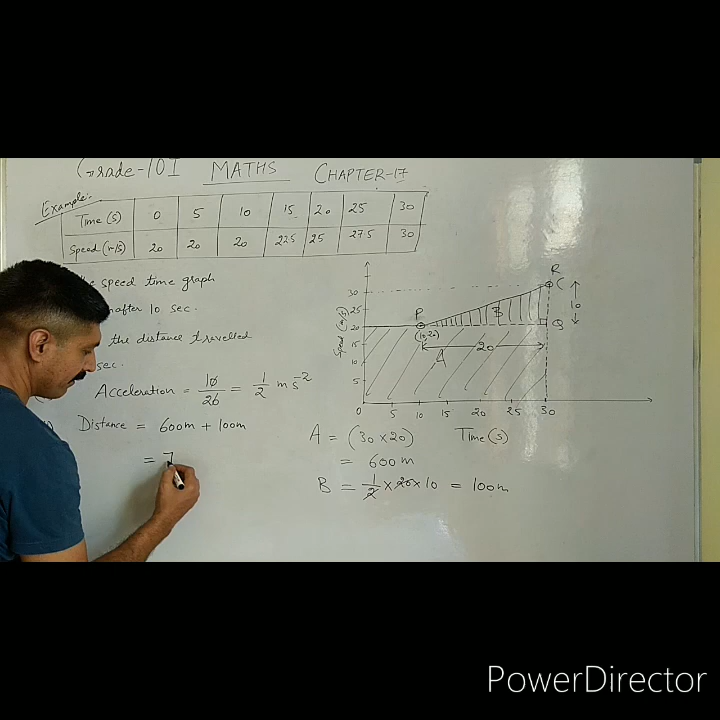 Grade-10I MATHS CHAPTER-17
Example:-
Time (s) 0 5 10 15 20 25 30
Speed (m/s) 20 20 20 22.5 25 27.5 30
speed time graph
after 10 sec.
the distance travelled
sec.
Acceleration = 10/20 = 1/2 ms⁻²
Distance = 600m + 100m
= 7
Speed (m/s)
30
25
20
15
10
5
5 10 15 20 25 30
Time (s)
P
(10,20)
R
C
B
Q
10
20
A
A = (30 x 20)
= 600 m
B = 1/2 x 20 x 10 = 100m
PowerDirector